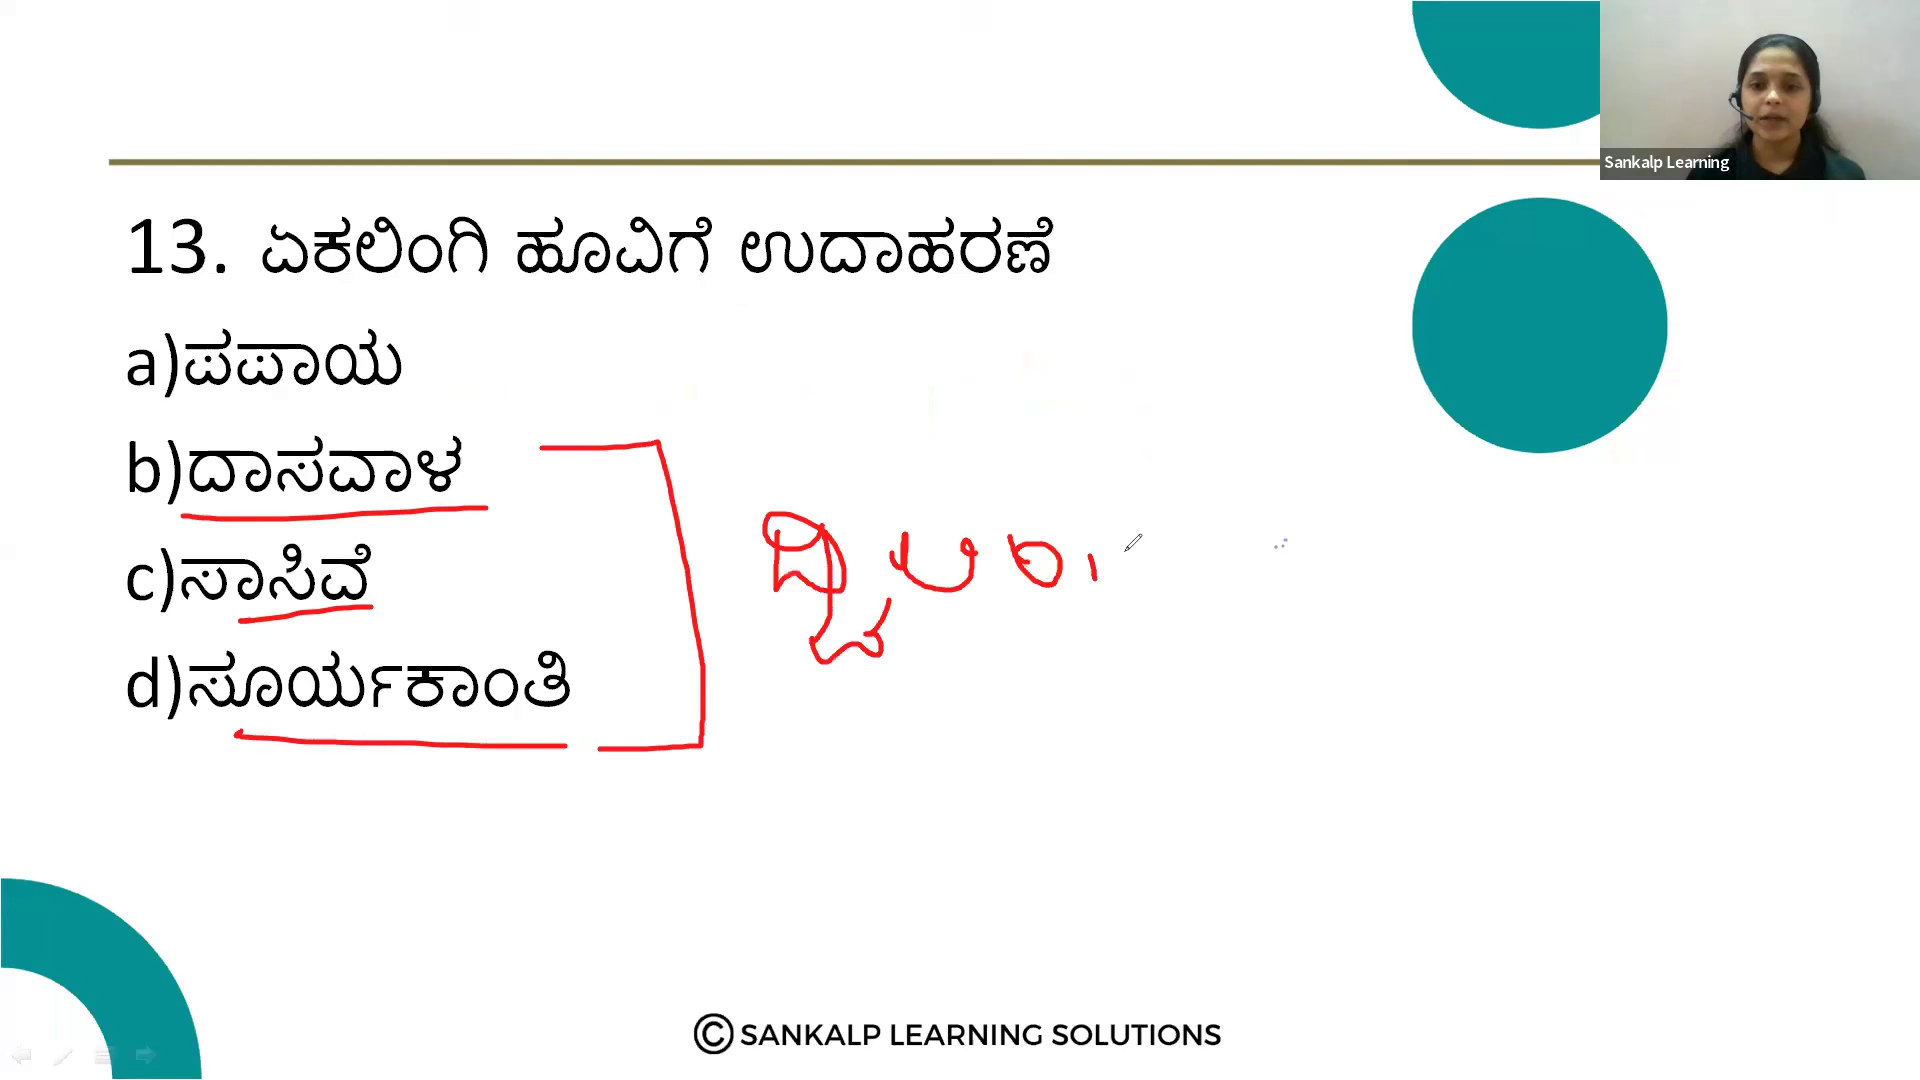 Sankalp Learning
13. ಏಕಲಿಂಗಿ ಹೂವಿಗೆ ಉದಾಹರಣೆ
a)ಪಪಾಯ
b)ದಾಸವಾಳ
c)ಸಾಸಿವೆ
d)ಸೂರ್ಯಕಾಂತಿ
© SANKALP LEARNING SOLUTIONS